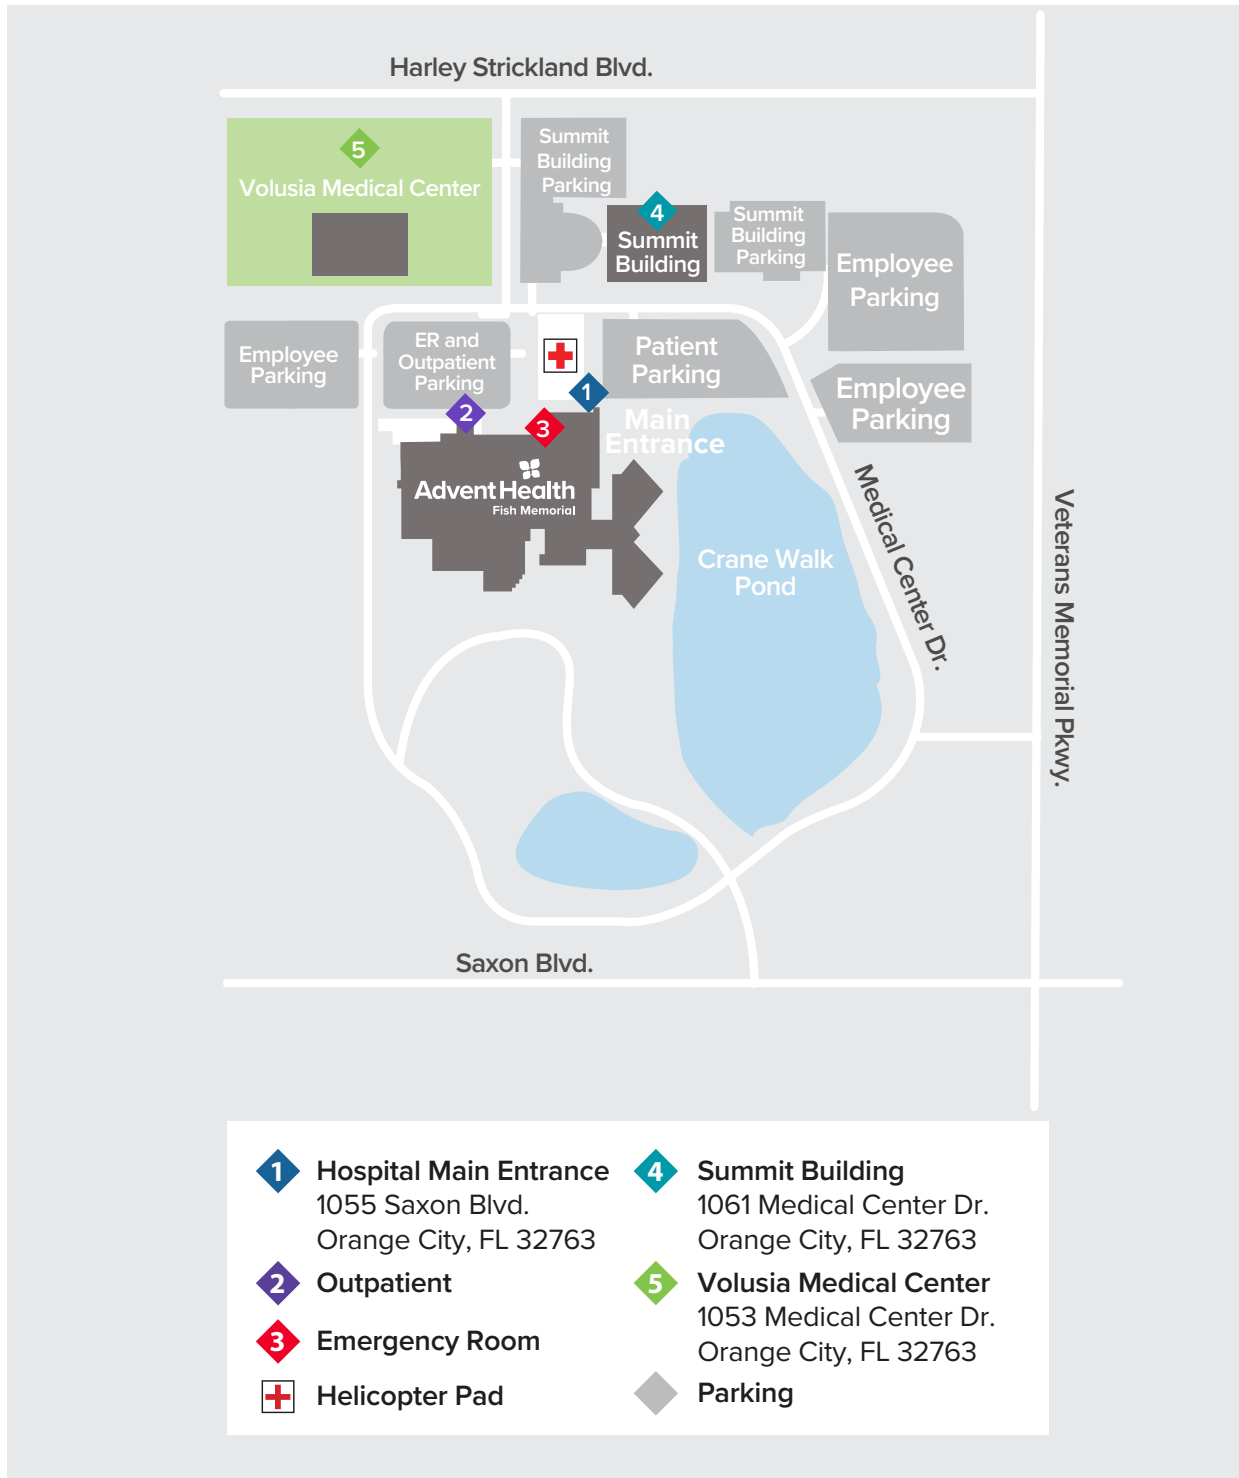 Harley Strickland Blvd.
5
Volusia Medical Center
Summit
Building
Parking
4
Summit
Building
Summit
Building
Parking
Employee
Parking
Employee
Parking
ER and
Outpatient
Parking
Patient
Parking
Employee
Parking
1
2
3
Main
Entrance
AdventHealth
Fish Memorial
Crane Walk
Pond
Medical Center Dr.
Veterans Memorial Pkwy.
Saxon Blvd.
1 Hospital Main Entrance
1055 Saxon Blvd.
Orange City, FL 32763
2 Outpatient
3 Emergency Room
Helicopter Pad
4 Summit Building
1061 Medical Center Dr.
Orange City, FL 32763
5 Volusia Medical Center
1053 Medical Center Dr.
Orange City, FL 32763
Parking